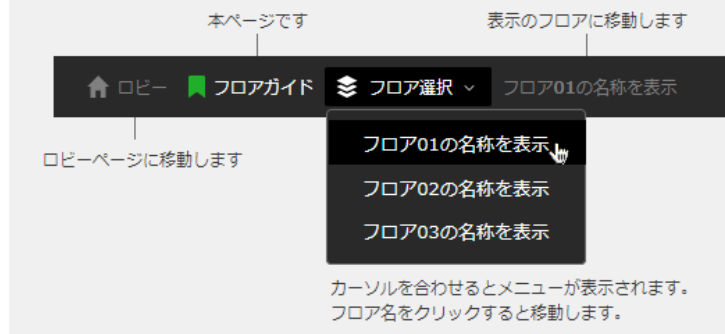 本ページです
表示のフロアに移動します
ロビー
フロアガイド
フロア選択
フロア01の名称を表示
ロビーページに移動します
フロア01の名称を表示
フロア02の名称を表示
フロア03の名称を表示
カーソルを合わせるとメニューが表示されます。
フロア名をクリックすると移動します。